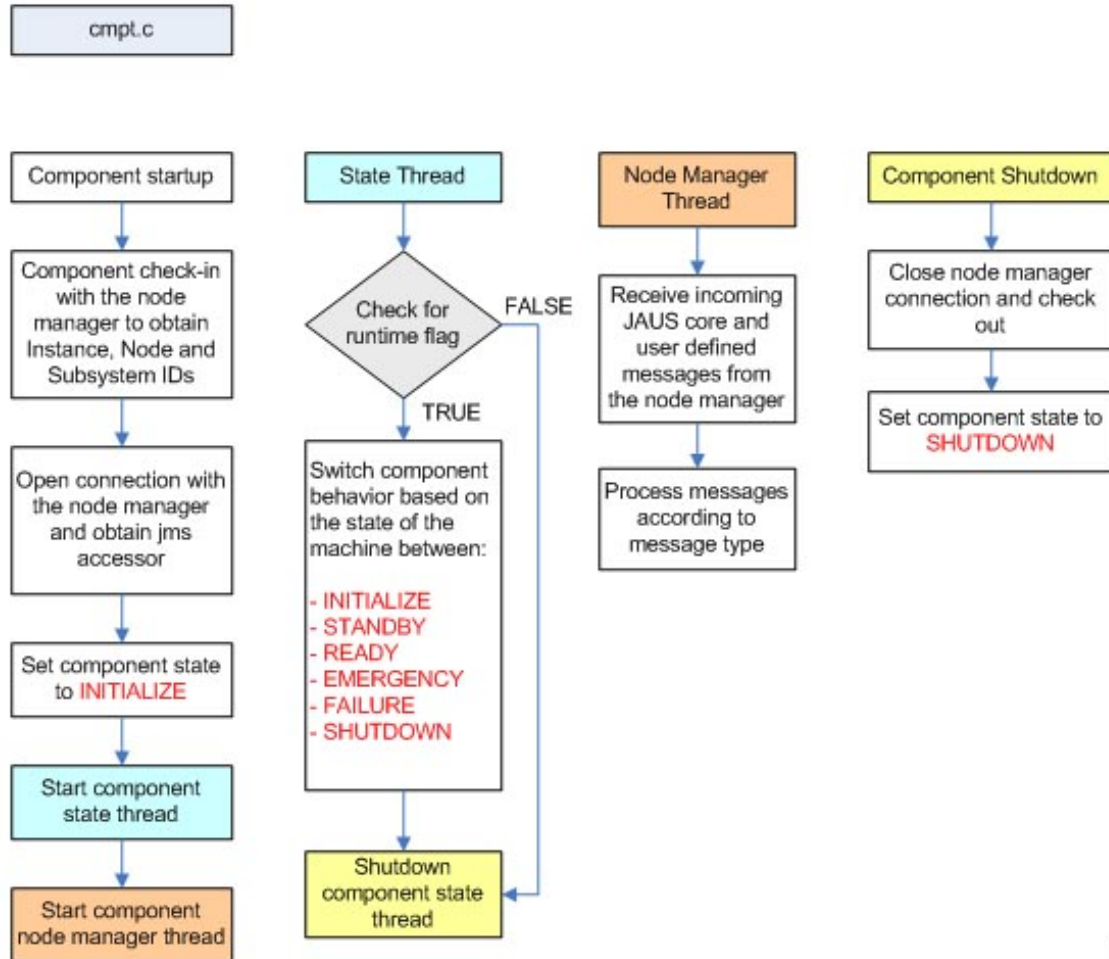 cmpt.c
Component startup
Component check-in
with the node
manager to obtain
Instance, Node and
Subsystem IDs
Open connection with
the node manager
and obtain jms
accessor
Set component state
to INITIALIZE
Start component
state thread
Start component
node manager thread
State Thread
Check for
runtime flag
FALSE
TRUE
Switch component
behavior based on
the state of the
machine between:
- INITIALIZE
- STANDBY
- READY
- EMERGENCY
- FAILURE
- SHUTDOWN
Shutdown
component state
thread
Node Manager
Thread
Receive incoming
JAUS core and
user defined
messages from
the node manager
Process messages
according to
message type
Component Shutdown
Close node manager
connection and check
out
Set component state to
SHUTDOWN